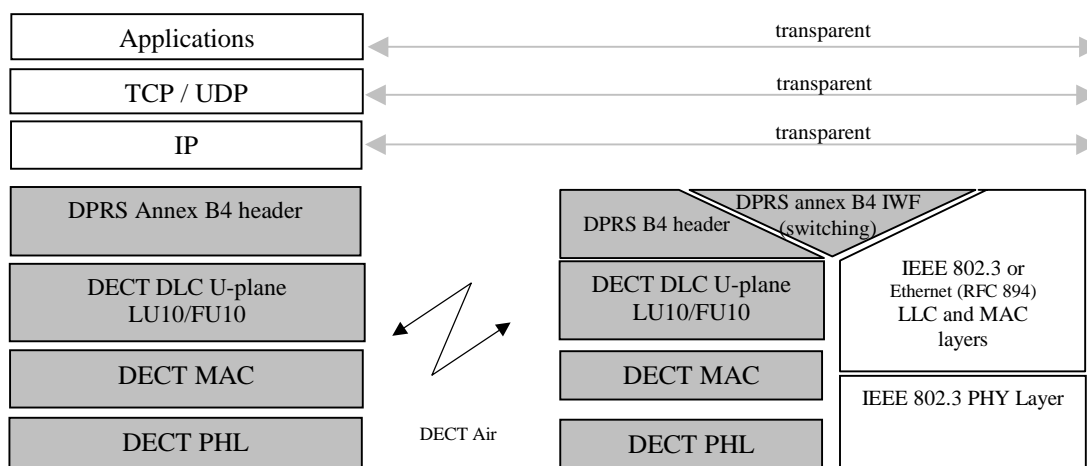 Applications
transparent
TCP / UDP
transparent
IP
transparent
DPRS Annex B4 header
DPRS B4 header
DPRS annex B4 IWF
(switching)
DECT DLC U-plane
LU10/FU10
DECT DLC U-plane
LU10/FU10
IEEE 802.3 or
Ethernet (RFC 894)
LLC and MAC
layers
DECT MAC
DECT MAC
IEEE 802.3 PHY Layer
DECT PHL
DECT Air
DECT PHL